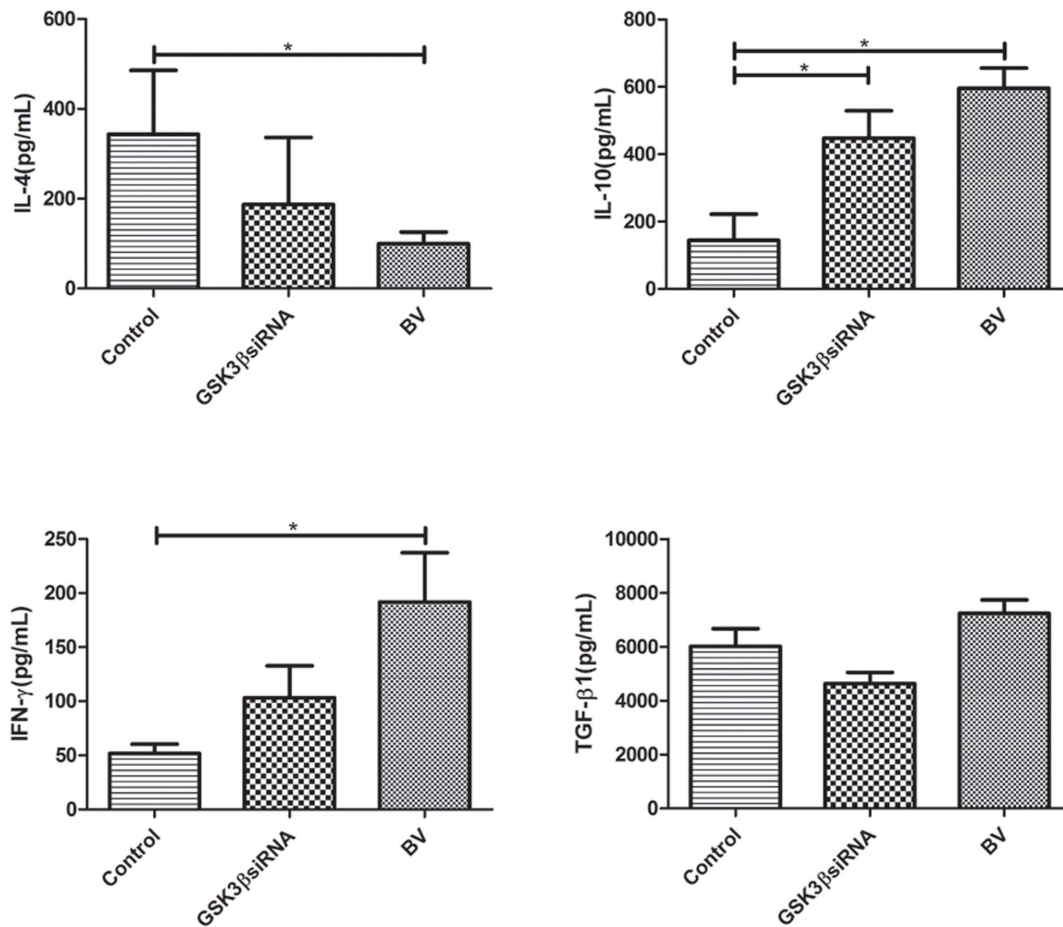 600
400
200
0
IL-4(pg/mL)
*
Control
GSK3βsiRNA
BV
800
600
400
200
0
IL-10(pg/mL)
*
*
Control
GSK3βsiRNA
BV
250
200
150
100
50
0
IFN-γ(pg/mL)
*
Control
GSK3βsiRNA
BV
10000
8000
6000
4000
2000
0
TGF-β1(pg/mL)
Control
GSK3βsiRNA
BV